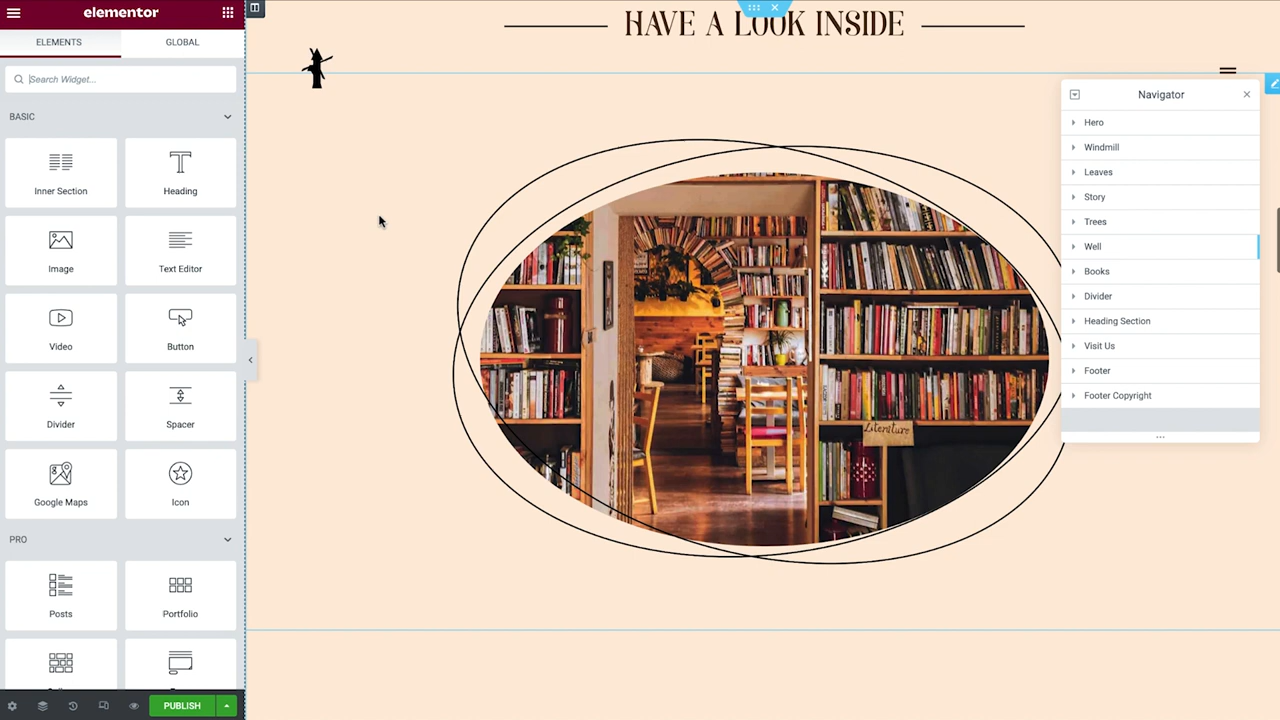 elementor
ELEMENTS
GLOBAL
Search Widget...
BASIC
Inner Section
Heading
Image
Text Editor
Video
Button
Divider
Spacer
Google Maps
Icon
PRO
Posts
Portfolio
PUBLISH
HAVE A LOOK INSIDE
Literature
Navigator
Hero
Windmill
Leaves
Story
Trees
Well
Books
Divider
Heading Section
Visit Us
Footer
Footer Copyright